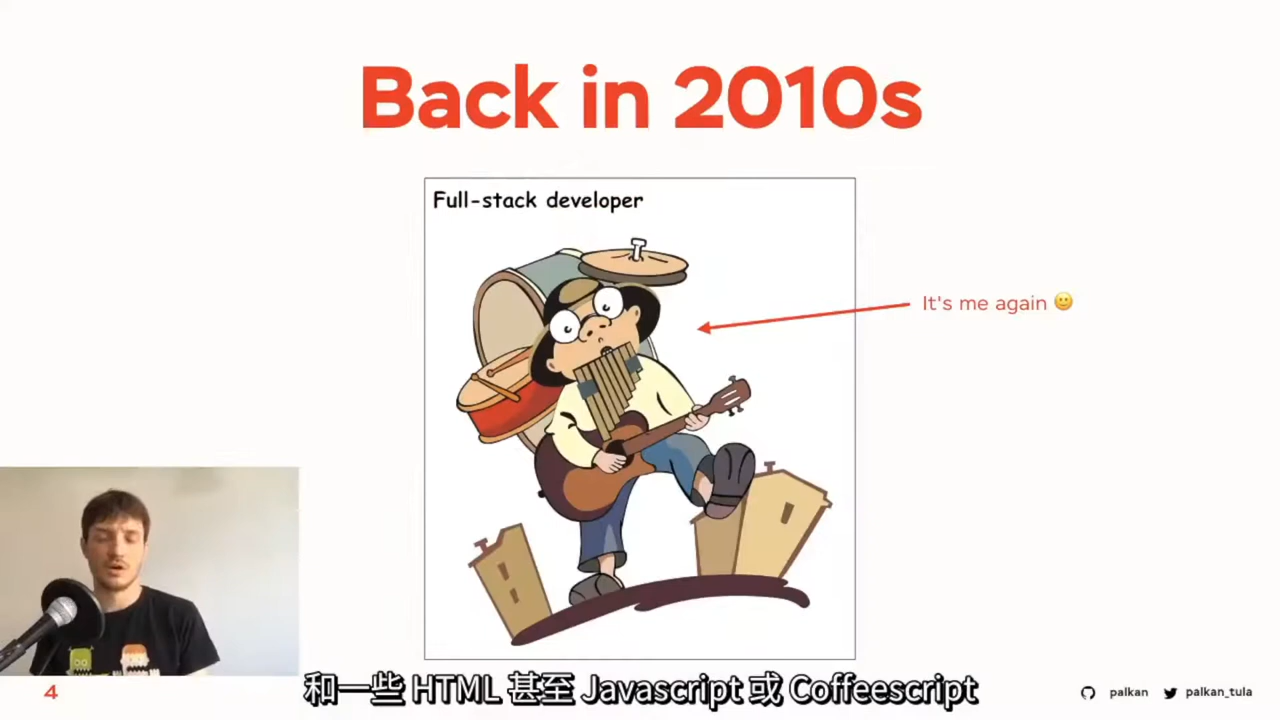 Back in 2010s
Full-stack developer
It's me again 🙂
和一些 HTML 甚至 Javascript 或 Coffeescript
4
palkan
palkan_tula